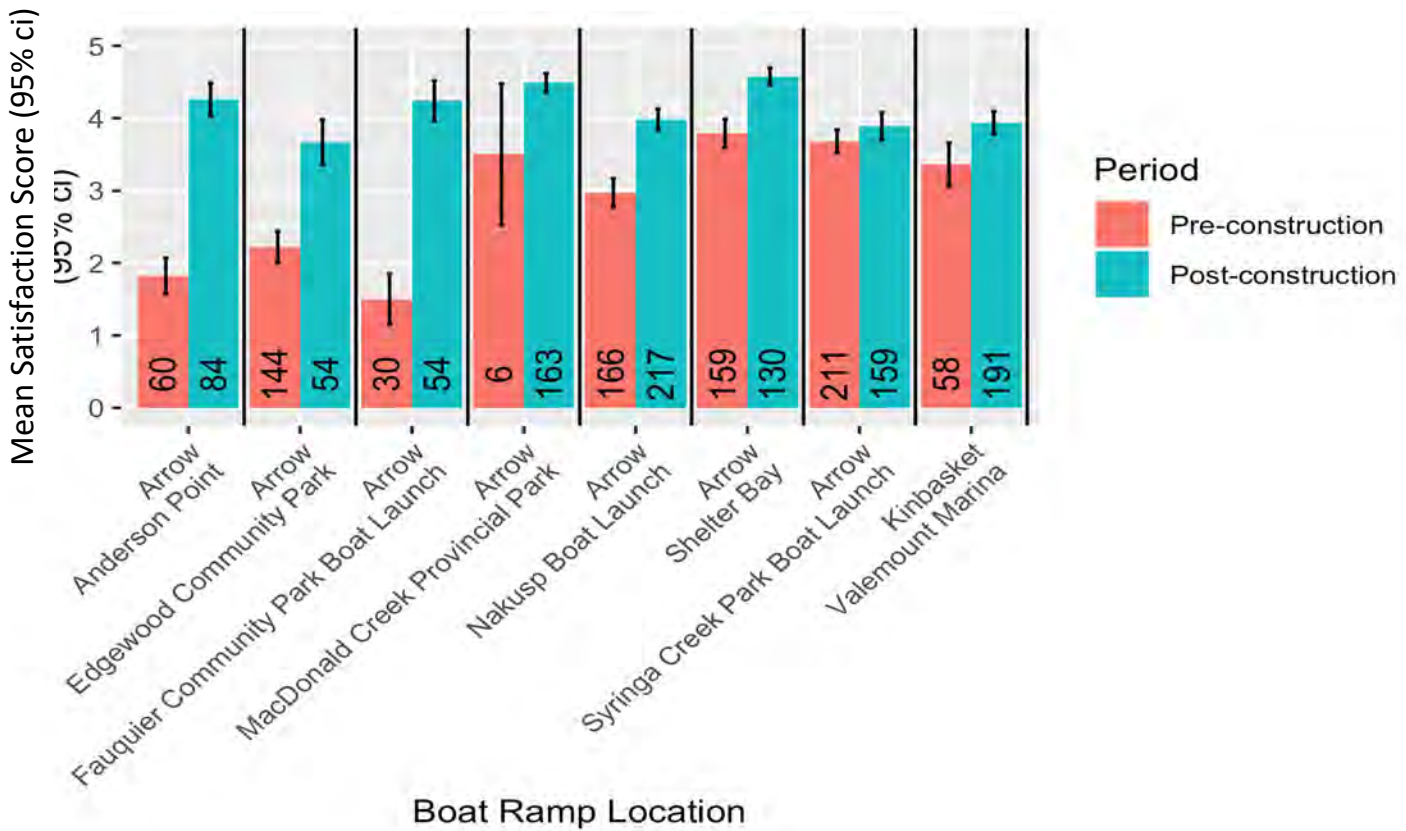 Mean Satisfaction Score (95% ci)
(95% ci)
5
4
3
2
1
0
60
84
144
54
30
54
6
163
166
217
159
130
211
159
58
191
Arrow
Anderson Point
Arrow
Edgewood Community Park
Arrow
Fauquier Community Park Boat Launch
Arrow
MacDonald Creek Provincial Park
Arrow
Nakusp Boat Launch
Arrow
Shelter Bay
Arrow
Syringa Creek Park Boat Launch
Kinbasket
Valemount Marina
Boat Ramp Location
Period
Pre-construction
Post-construction